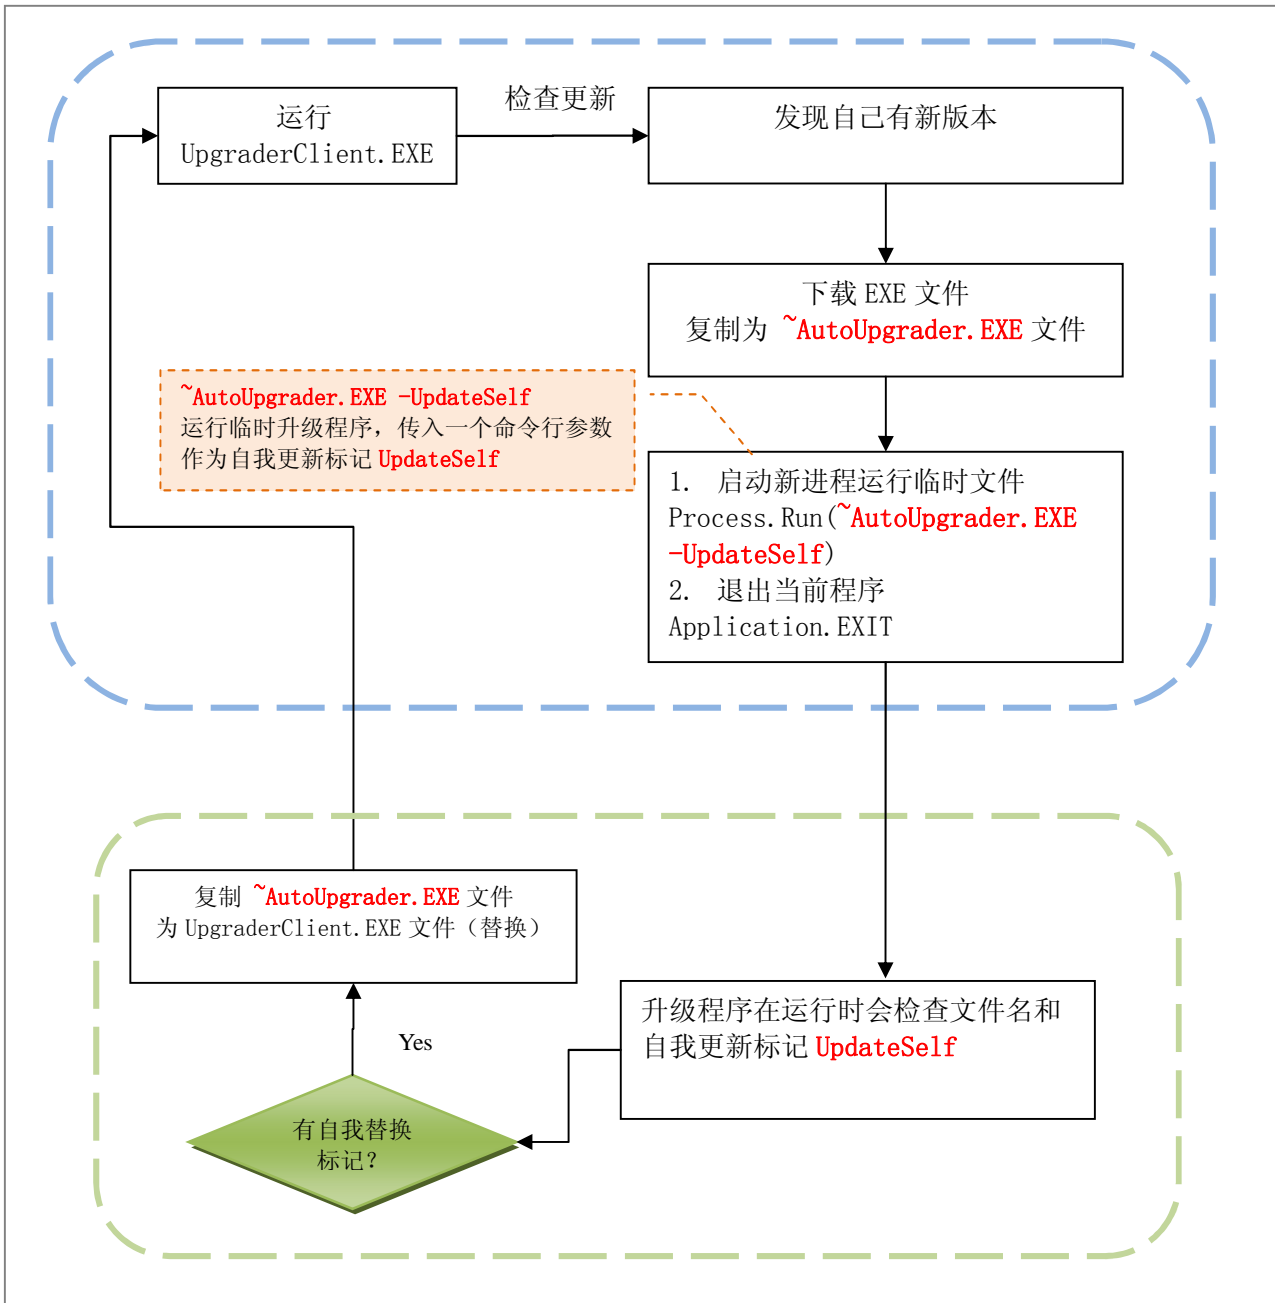 运行
UpgraderClient.EXE
检查更新
发现自己有新版本
下载 EXE 文件
复制为 ~AutoUpgrader.EXE 文件
~AutoUpgrader.EXE -UpdateSelf
运行临时升级程序，传入一个命令行参数
作为自我更新标记 UpdateSelf
1. 启动新进程运行临时文件
Process.Run(~AutoUpgrader.EXE
-UpdateSelf)
2. 退出当前程序
Application.EXIT
复制 ~AutoUpgrader.EXE 文件
为 UpgraderClient.EXE 文件（替换）
升级程序在运行时会检查文件名和
自我更新标记 UpdateSelf
Yes
有自我替换
标记？